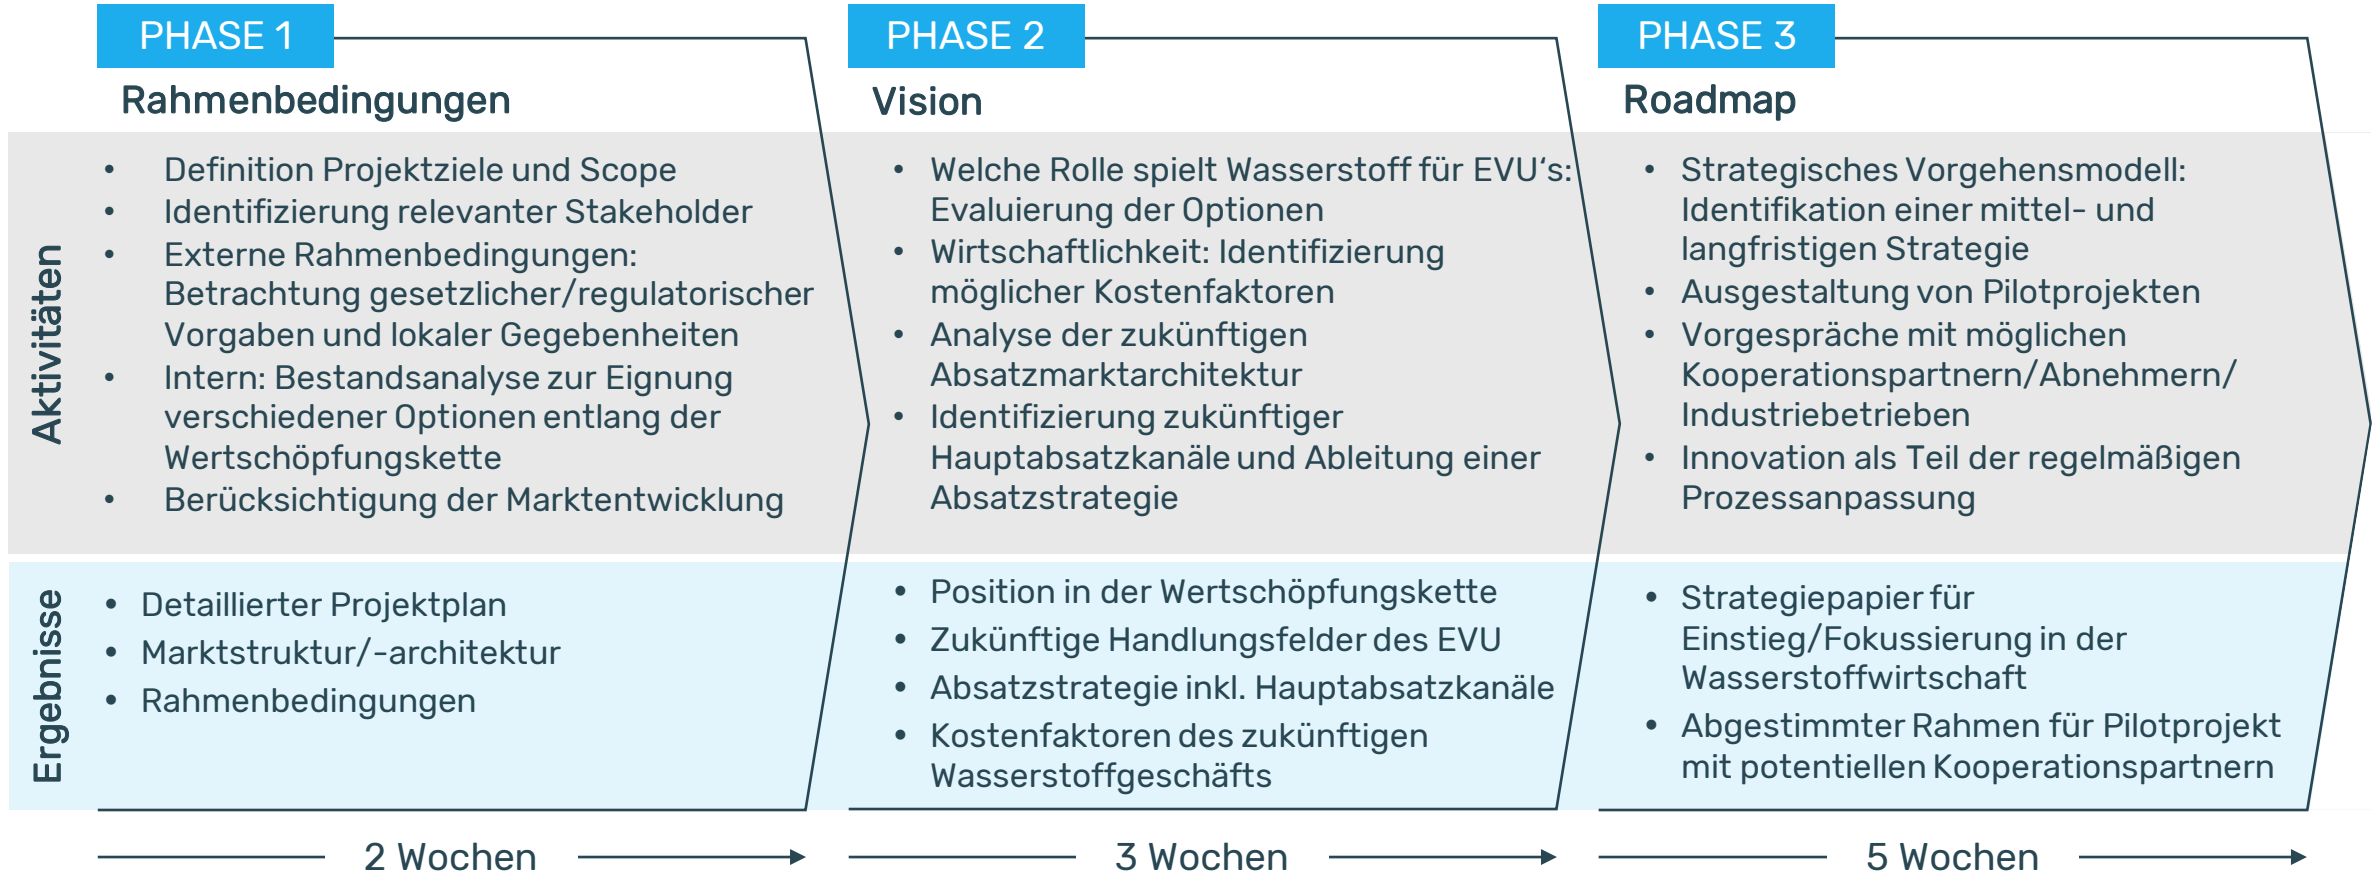 PHASE 1
Rahmenbedingungen
PHASE 2
Vision
PHASE 3
Roadmap
Aktivitäten
• Definition Projektziele und Scope
• Identifizierung relevanter Stakeholder
• Externe Rahmenbedingungen:
Betrachtung gesetzlicher/regulatorischer
Vorgaben und lokaler Gegebenheiten
• Intern: Bestandsanalyse zur Eignung
verschiedener Optionen entlang der
Wertschöpfungskette
• Berücksichtigung der Marktentwicklung
• Welche Rolle spielt Wasserstoff für EVU‘s:
Evaluierung der Optionen
• Wirtschaftlichkeit: Identifizierung
möglicher Kostenfaktoren
• Analyse der zukünftigen
Absatzmarktarchitektur
• Identifizierung zukünftiger
Hauptabsatzkanäle und Ableitung einer
Absatzstrategie
• Strategisches Vorgehensmodell:
Identifikation einer mittel- und
langfristigen Strategie
• Ausgestaltung von Pilotprojekten
• Vorgespräche mit möglichen
Kooperationspartnern/Abnehmern/
Industriebetrieben
• Innovation als Teil der regelmäßigen
Prozessanpassung
Ergebnisse
• Detaillierter Projektplan
• Marktstruktur/-architektur
• Rahmenbedingungen
• Position in der Wertschöpfungskette
• Zukünftige Handlungsfelder des EVU
• Absatzstrategie inkl. Hauptabsatzkanäle
• Kostenfaktoren des zukünftigen
Wasserstoffgeschäfts
• Strategiepapier für
Einstieg/Fokussierung in der
Wasserstoffwirtschaft
• Abgestimmter Rahmen für Pilotprojekt
mit potentiellen Kooperationspartnern
2 Wochen
3 Wochen
5 Wochen